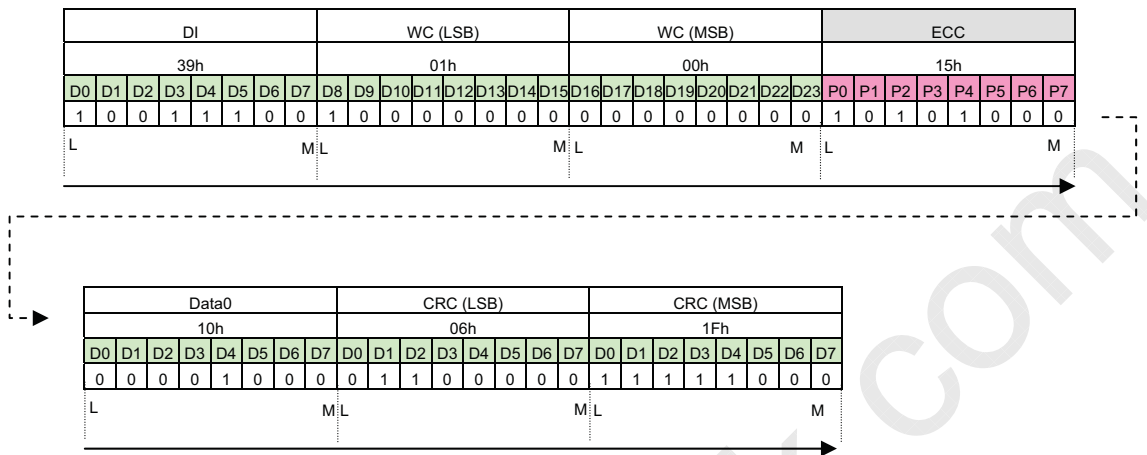 DI WC (LSB) WC (MSB) ECC
39h 01h 00h 15h
D0 D1 D2 D3 D4 D5 D6 D7 D8 D9 D10 D11 D12 D13 D14 D15 D16 D17 D18 D19 D20 D21 D22 D23 P0 P1 P2 P3 P4 P5 P6 P7
1 0 0 1 1 1 0 0 1 0 0 0 0 0 0 0 0 0 0 0 0 0 0 0 1 0 1 0 1 0 0 0
L M L M L M L M
Data0 CRC (LSB) CRC (MSB)
10h 06h 1Fh
D0 D1 D2 D3 D4 D5 D6 D7 D0 D1 D2 D3 D4 D5 D6 D7 D0 D1 D2 D3 D4 D5 D6 D7
0 0 0 0 1 0 0 0 0 1 1 0 0 0 0 0 1 1 1 1 1 0 0 0
L M L M L M
com